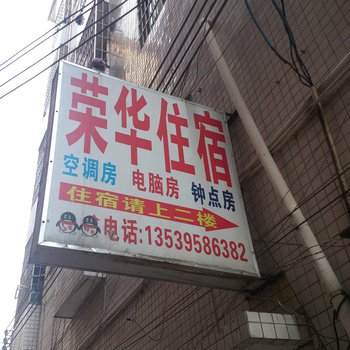 荣华住宿
空调房 电脑房 钟点房
住宿请上二楼
电话:13539586382